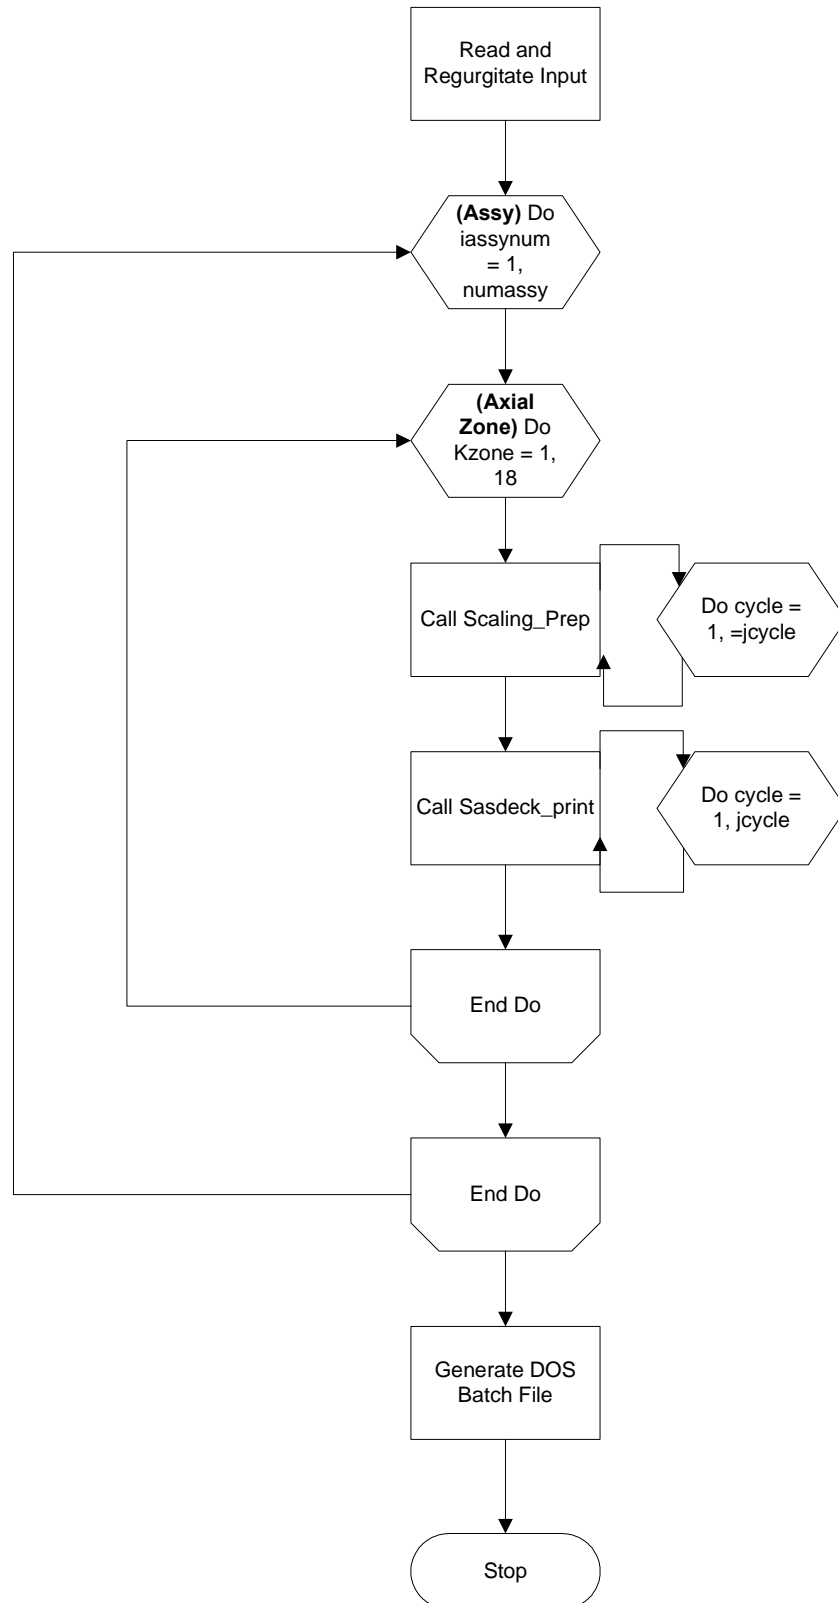 Read and
Regurgitate Input
(Assy) Do
iassynum
= 1,
numassy
(Axial
Zone) Do
Kzone = 1,
18
Call Scaling_Prep
Do cycle =
1, =jcycle
Call Sasdeck_print
Do cycle =
1, jcycle
End Do
End Do
Generate DOS
Batch File
Stop